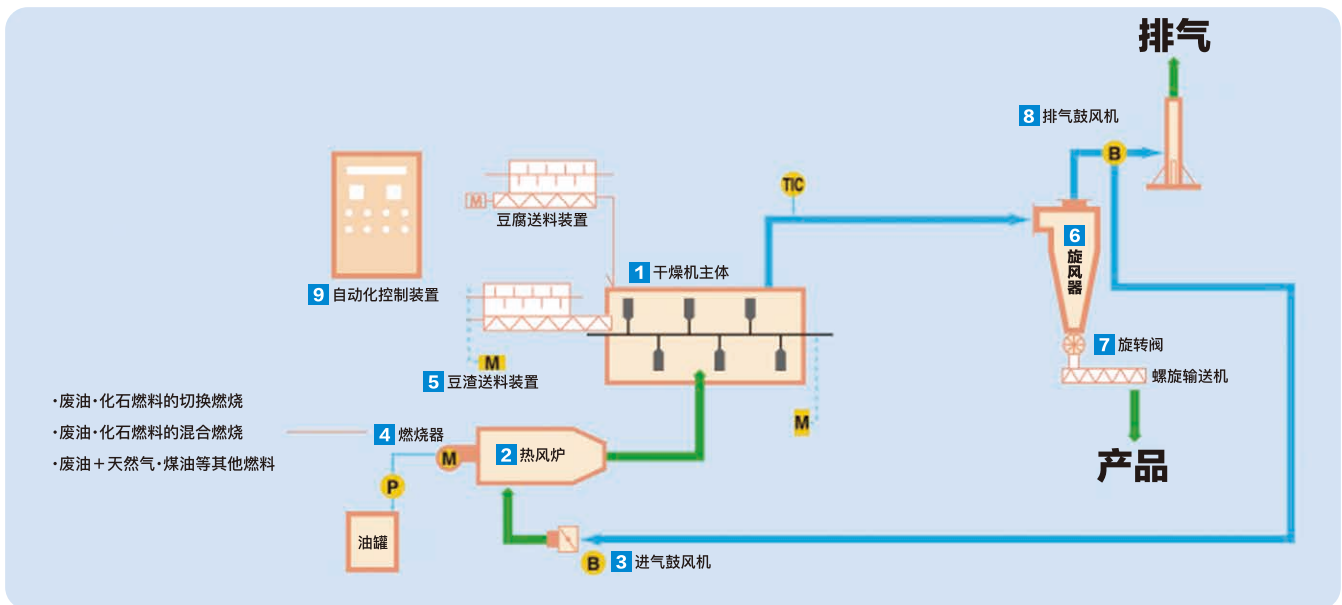 排气
8 排气鼓风机
B
TIC
M
豆腐送料装置
6
旋风器
1 干燥机主体
9 自动化控制装置
7 旋转阀
M
5 豆渣送料装置
螺旋输送机
·废油·化石燃料的切换燃烧
·废油·化石燃料的混合燃烧
·废油＋天然气·煤油等其他燃料
4 燃烧器
M
M
2 热风炉
产品
P
油罐
B
3 进气鼓风机